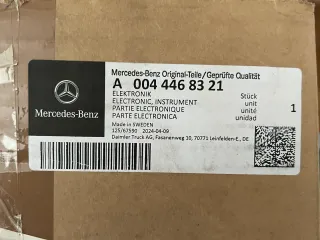 Mercedes-Benz Original-Teile/Geprüfte Qualität
A 004 446 83 21
ELEKTRONIK Stück
ELECTRONIC, INSTRUMENT unit
PARTIE ELECTRONIQUE unité 1
PARTE ELECTRONICA unidad
Mercedes-Benz
Made in SWEDEN
125/67590 2024-04-09
Daimler Truck AG, Fasanenweg 10, 70771 Leinfelden-E., DE